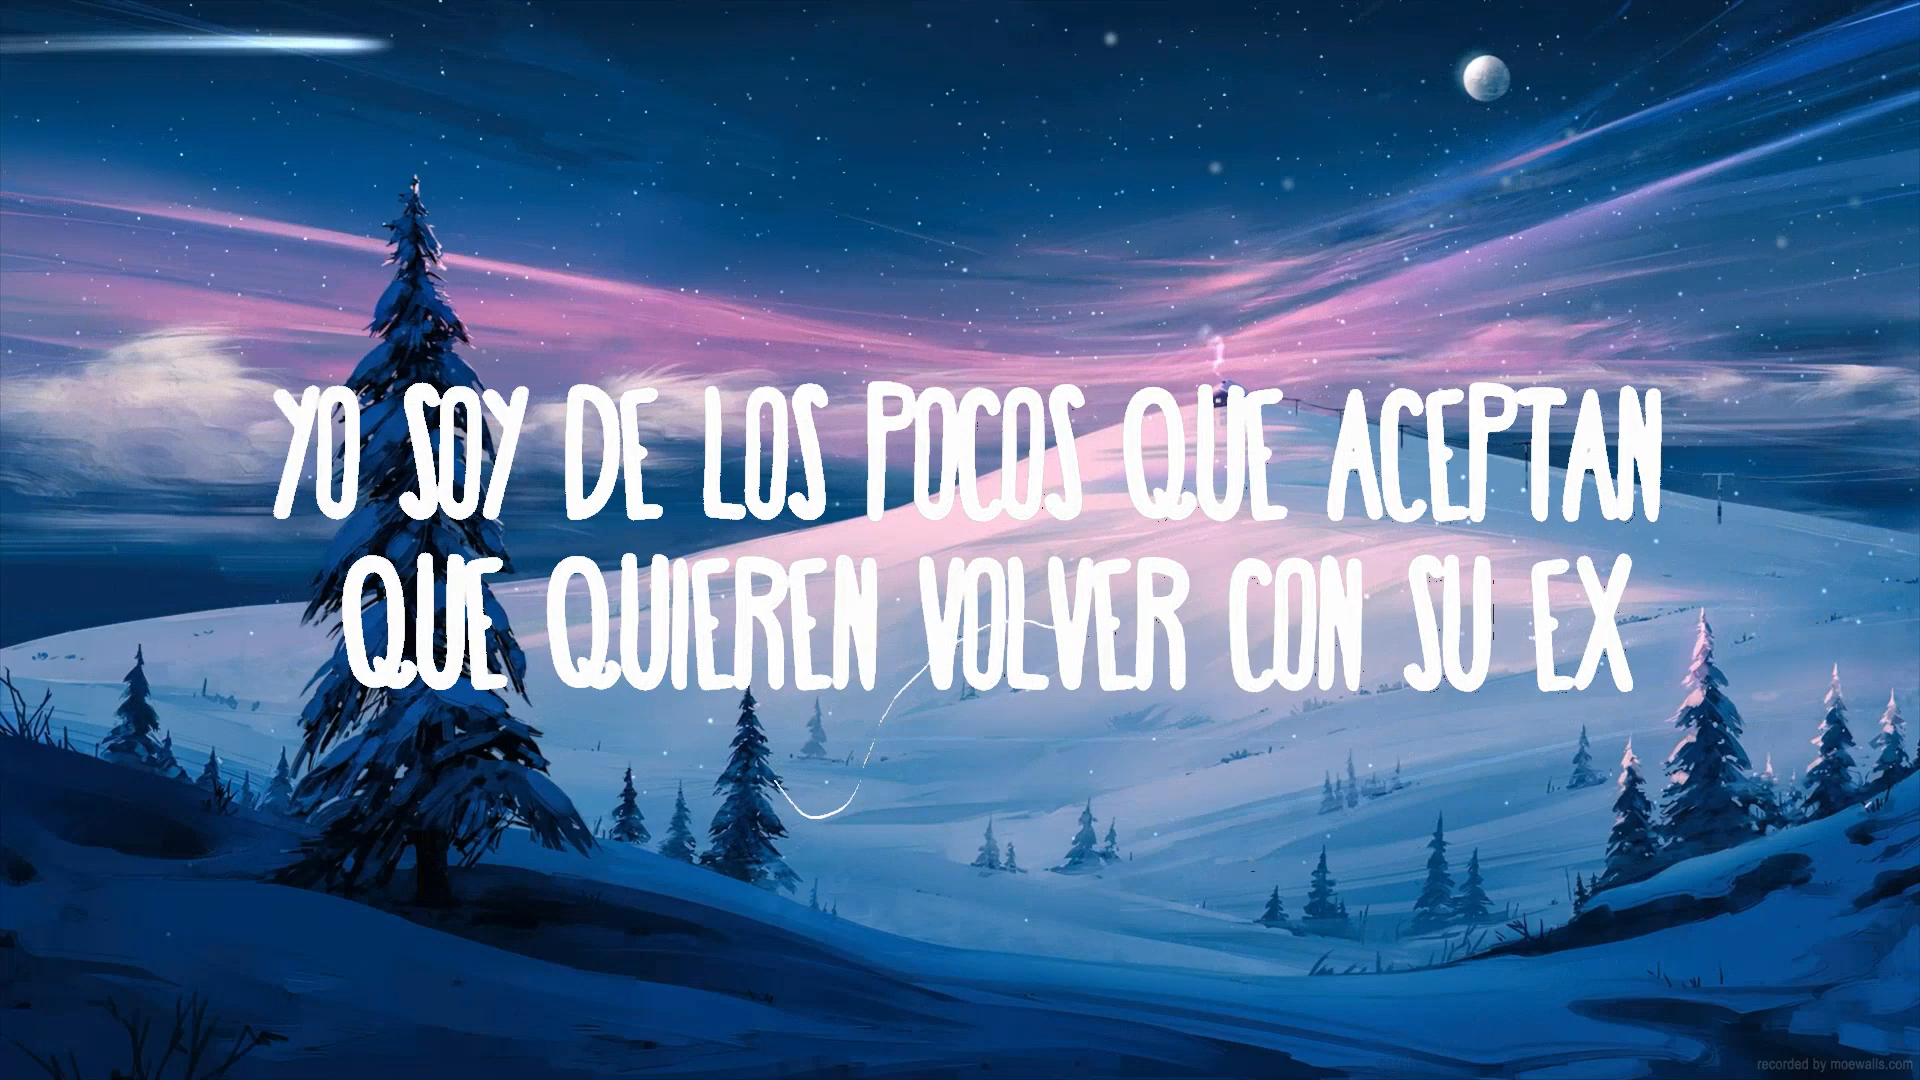 YO SOY DE LOS POCOS QUE ACEPTAN
QUE QUIEREN VOLVER CON SU EX
recorded by moewalls.com